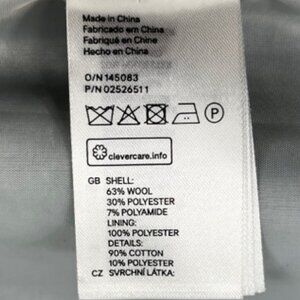 Made in China
Fabricado em China
Fabriqué en Chine
Hecho en China
O/N 145083
P/N 02526511
P
clevercare.info
GB SHELL:
63% WOOL
30% POLYESTER
7% POLYAMIDE
LINING:
100% POLYESTER
DETAILS:
90% COTTON
10% POLYESTER
CZ SVRCHNÍ LÁTKA: